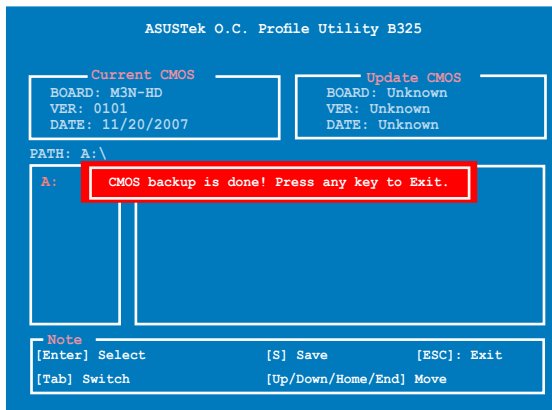 ASUSTek O.C. Profile Utility B325
Current CMOS
BOARD: M3N-HD
VER: 0101
DATE: 11/20/2007
Update CMOS
BOARD: Unknown
VER: Unknown
DATE: Unknown
PATH: A:\
A:
CMOS backup is done! Press any key to Exit.
Note
[Enter] Select [S] Save [ESC]: Exit
[Tab] Switch [Up/Down/Home/End] Move